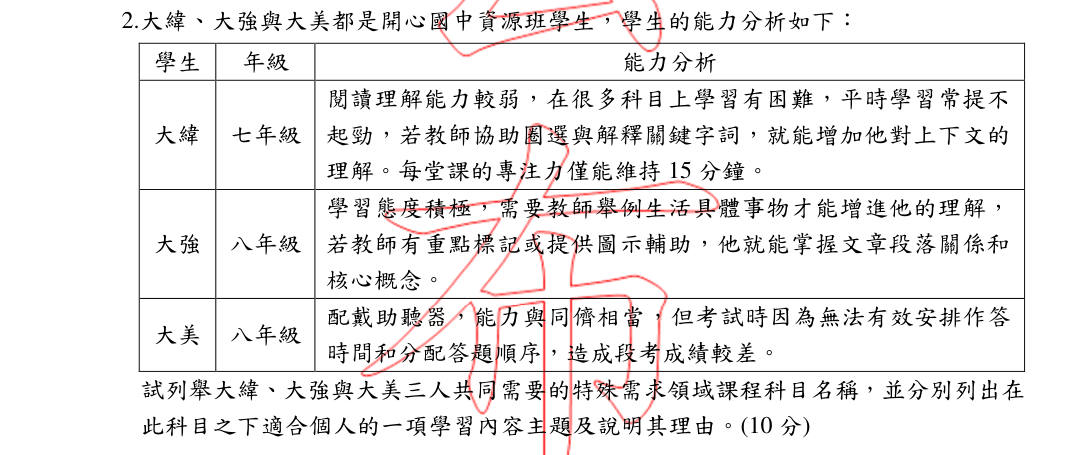 2.大緯、大強與大美都是開心國中資源班學生，學生的能力分析如下：
學生 年級 能力分析
大緯 七年級 閱讀理解能力較弱，在很多科目上學習有困難，平時學習常提不
起勁，若教師協助圈選與解釋關鍵字詞，就能增加他對上下文的
理解。每堂課的專注力僅能維持 15 分鐘。
大強 八年級 學習態度積極，需要教師舉例生活具體事物才能增進他的理解，
若教師有重點標記或提供圖示輔助，他就能掌握文章段落關係和
核心概念。
大美 八年級 配戴助聽器，能力與同儕相當，但考試時因為無法有效安排作答
時間和分配答題順序，造成段考成績較差。
試列舉大緯、大強與大美三人共同需要的特殊需求領域課程科目名稱，並分別列出在
此科目之下適合個人的一項學習內容主題及說明其理由。(10 分)
布